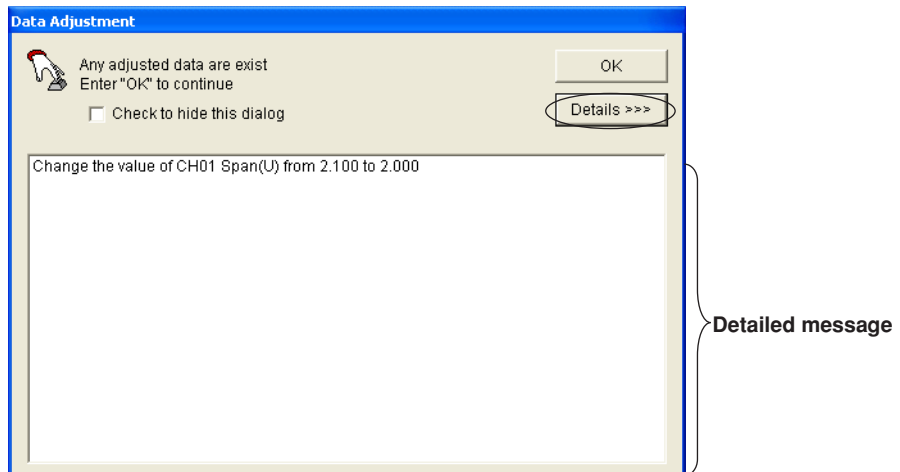 Data Adjustment
Any adjusted data are exist
Enter "OK" to continue
Check to hide this dialog
OK
Details >>>
Change the value of CH01 Span(U) from 2.100 to 2.000
Detailed message